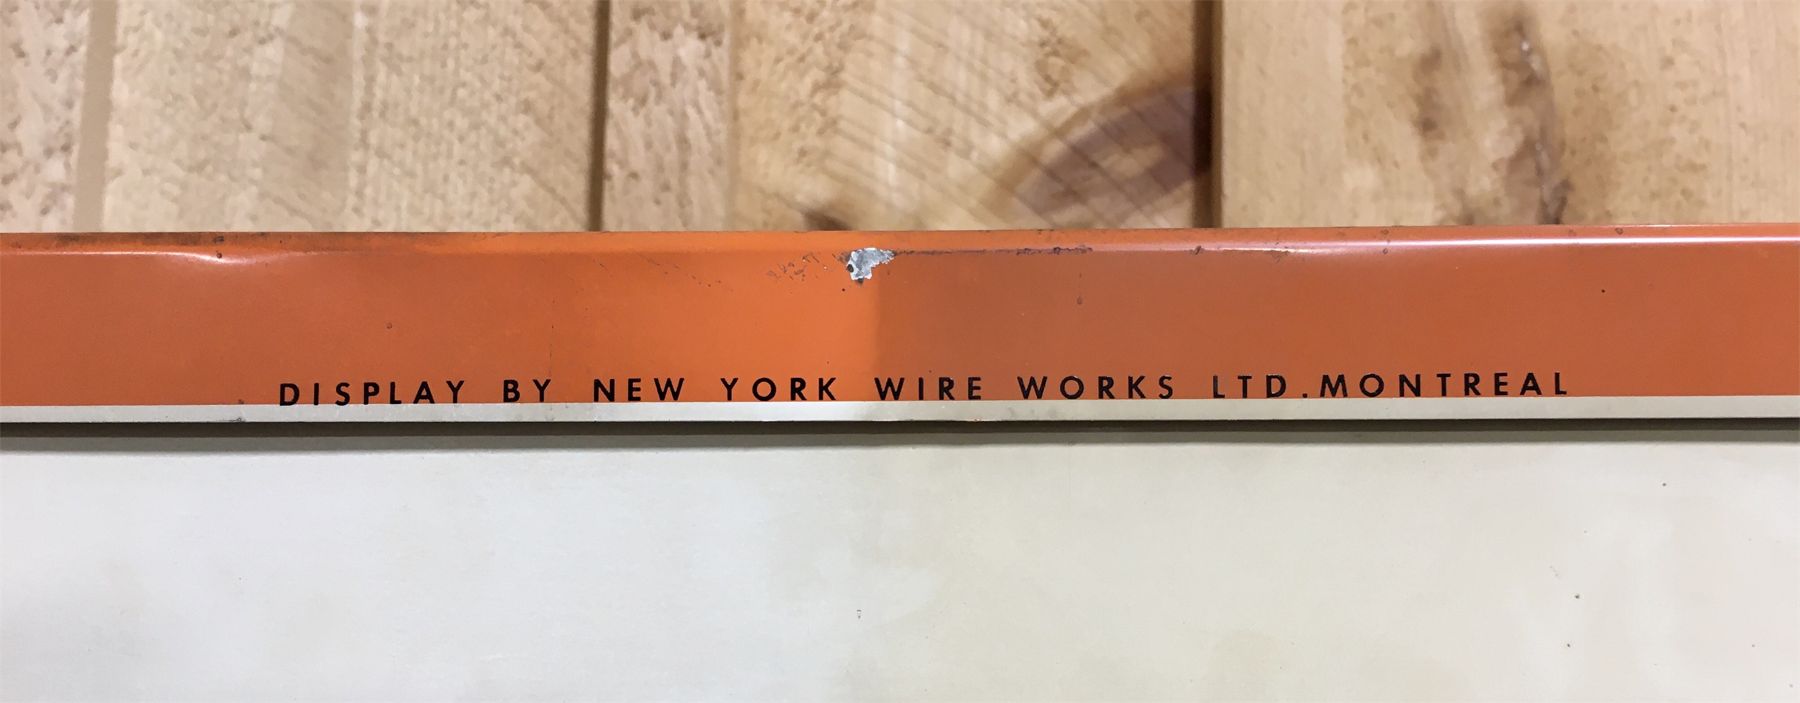 DISPLAY BY NEW YORK WIRE WORKS LTD.MONTREAL